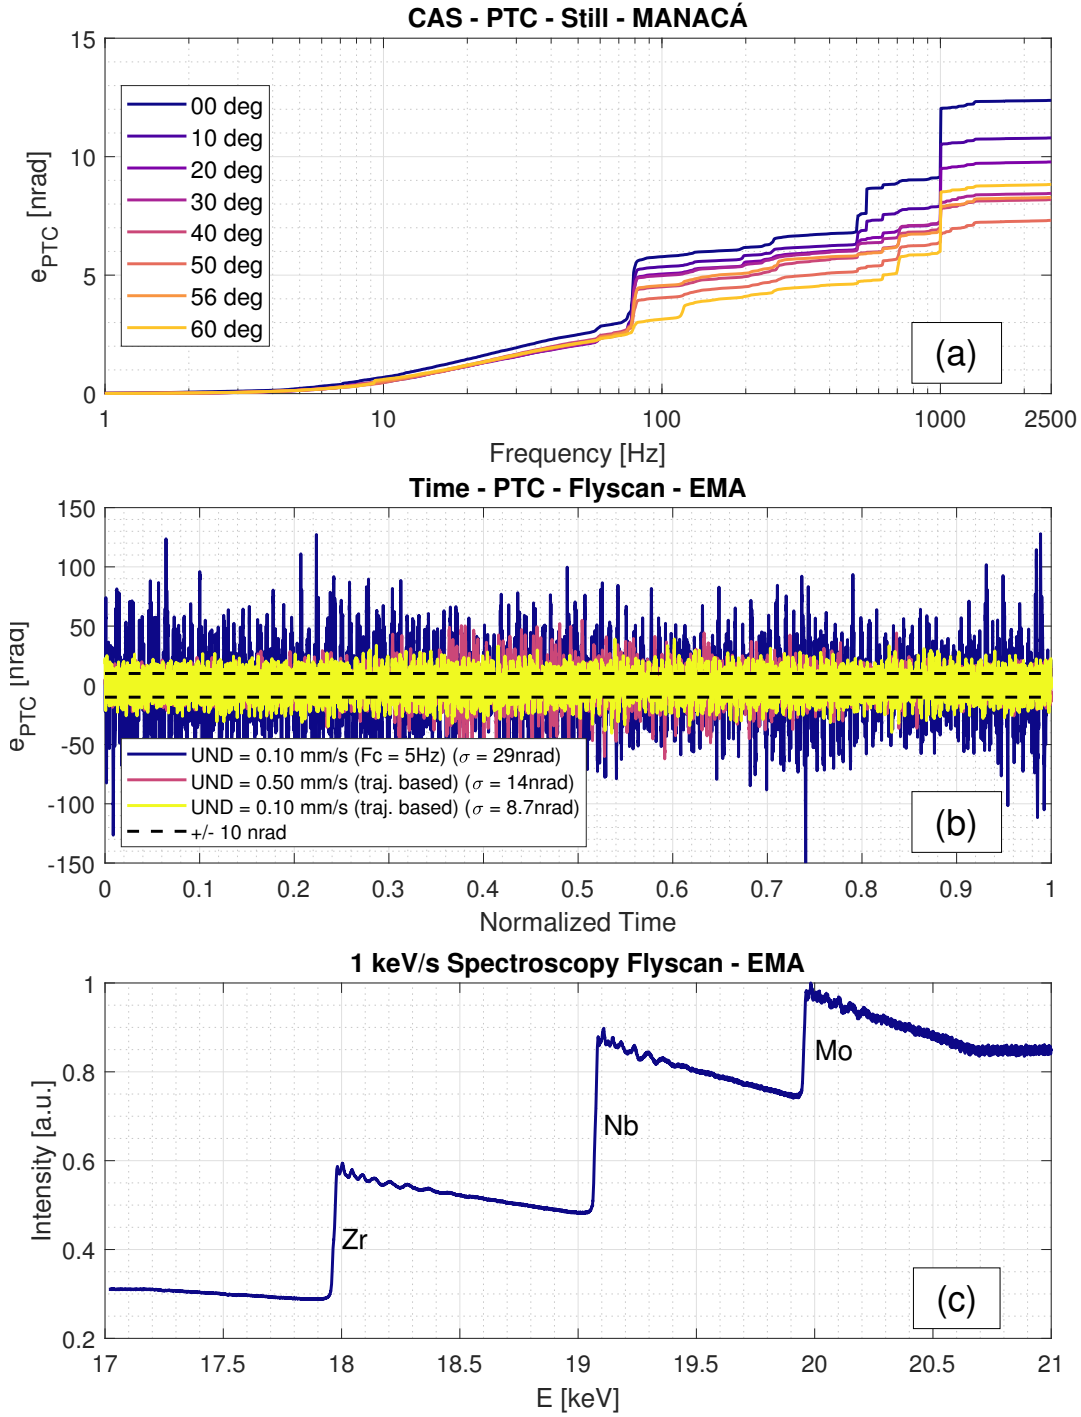 CAS - PTC - Still - MANACÁ
15
10
5
0
e_PTC [nrad]
00 deg
10 deg
20 deg
30 deg
40 deg
50 deg
56 deg
60 deg
(a)
1
10
100
1000
2500
Frequency [Hz]
Time - PTC - Flyscan - EMA
150
100
50
0
-50
-100
-150
e_PTC [nrad]
UND = 0.10 mm/s (Fc = 5Hz) (σ = 29nrad)
UND = 0.50 mm/s (traj. based) (σ = 14nrad)
UND = 0.10 mm/s (traj. based) (σ = 8.7nrad)
+/- 10 nrad
(b)
0
0.1
0.2
0.3
0.4
0.5
0.6
0.7
0.8
0.9
1
Normalized Time
1 keV/s Spectroscopy Flyscan - EMA
1
0.8
0.6
0.4
0.2
Intensity [a.u.]
Mo
Nb
Zr
(c)
17
17.5
18
18.5
19
19.5
20
20.5
21
E [keV]